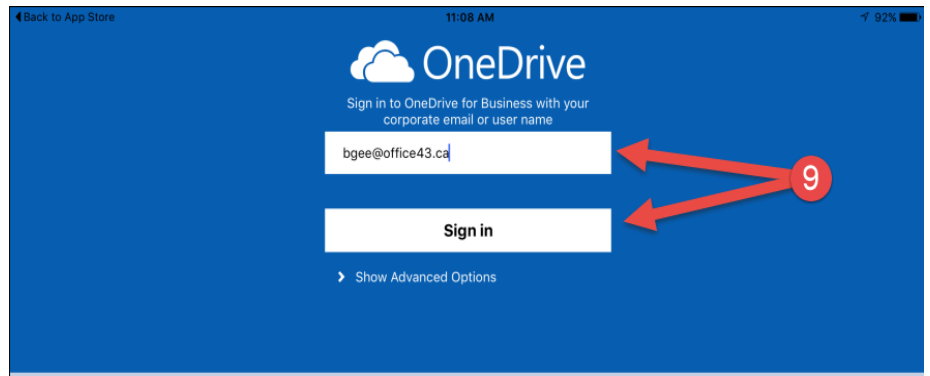 Back to App Store 11:08 AM 92%
OneDrive
Sign in to OneDrive for Business with your
corporate email or user name
bgee@office43.ca
9
Sign in
Show Advanced Options